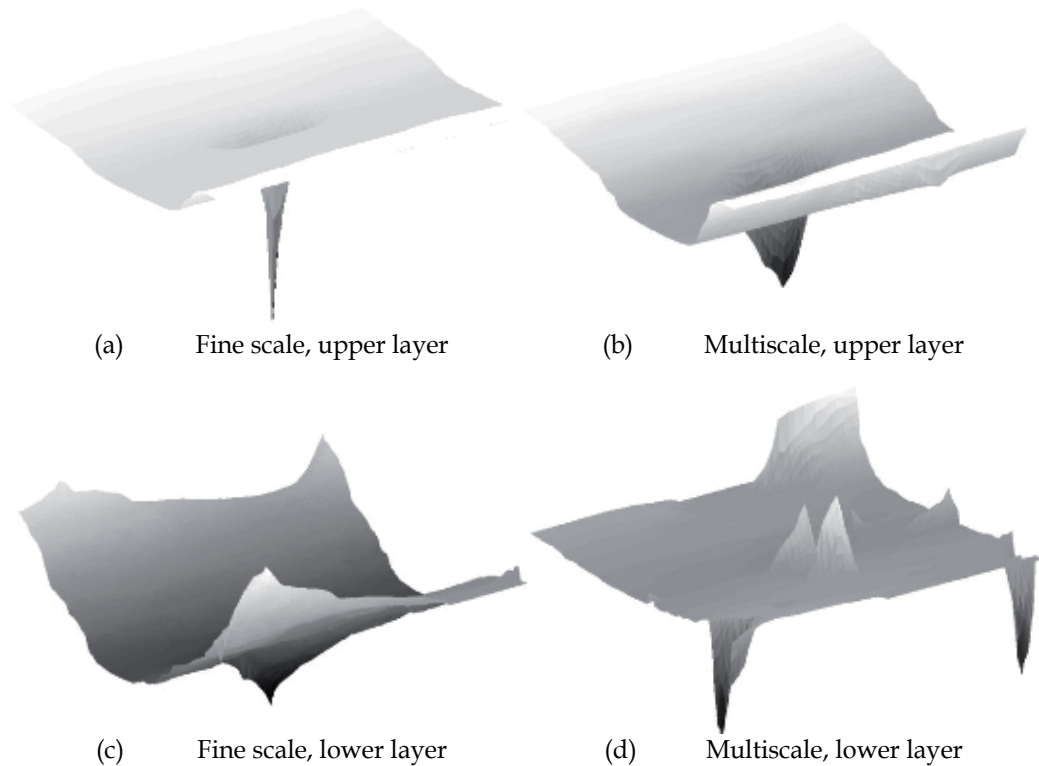 (a) Fine scale, upper layer
(b) Multiscale, upper layer
(c) Fine scale, lower layer
(d) Multiscale, lower layer